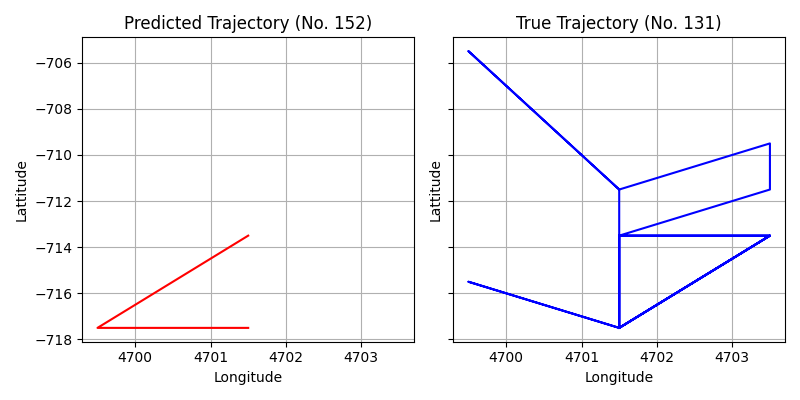 Predicted Trajectory (No. 152)
True Trajectory (No. 131)
−706
−708
−710
−712
−714
−716
−718
Lattitude
Lattitude
4700
4701
4702
4703
4700
4701
4702
4703
Longitude
Longitude